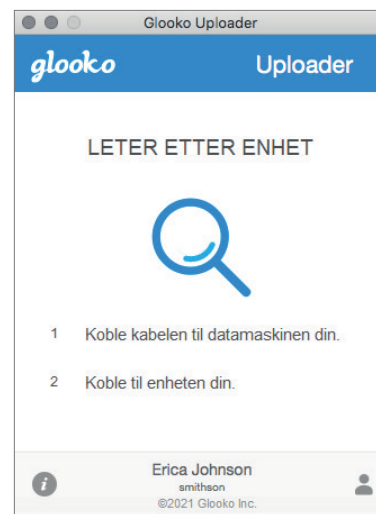 Glooko Uploader
glooko Uploader
LETER ETTER ENHET
1 Koble kabelen til datamaskinen din.
2 Koble til enheten din.
i
Erica Johnson
smithson
©2021 Glooko Inc.